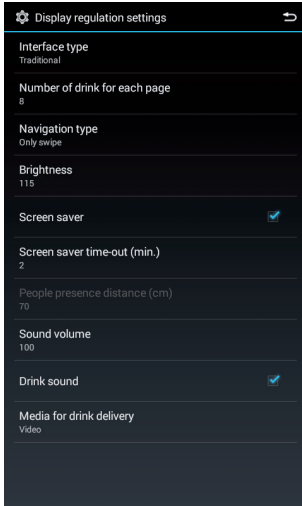 Display regulation settings
Interface type
Traditional
Number of drink for each page
8
Navigation type
Only swipe
Brightness
115
Screen saver
Screen saver time-out (min.)
2
People presence distance (cm)
70
Sound volume
100
Drink sound
Media for drink delivery
Video